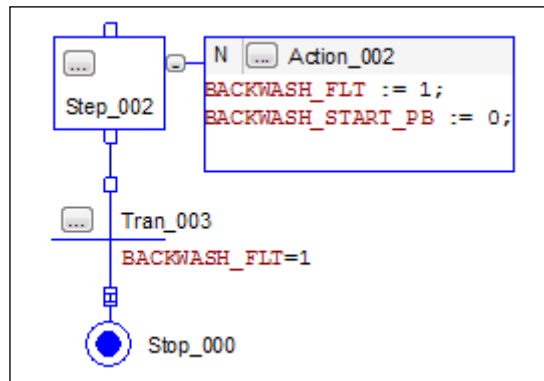 N ... Action_002
...
Step_002
BACKWASH_FLT := 1;
BACKWASH_START_PB := 0;
... Tran_003
BACKWASH_FLT=1
Stop_000